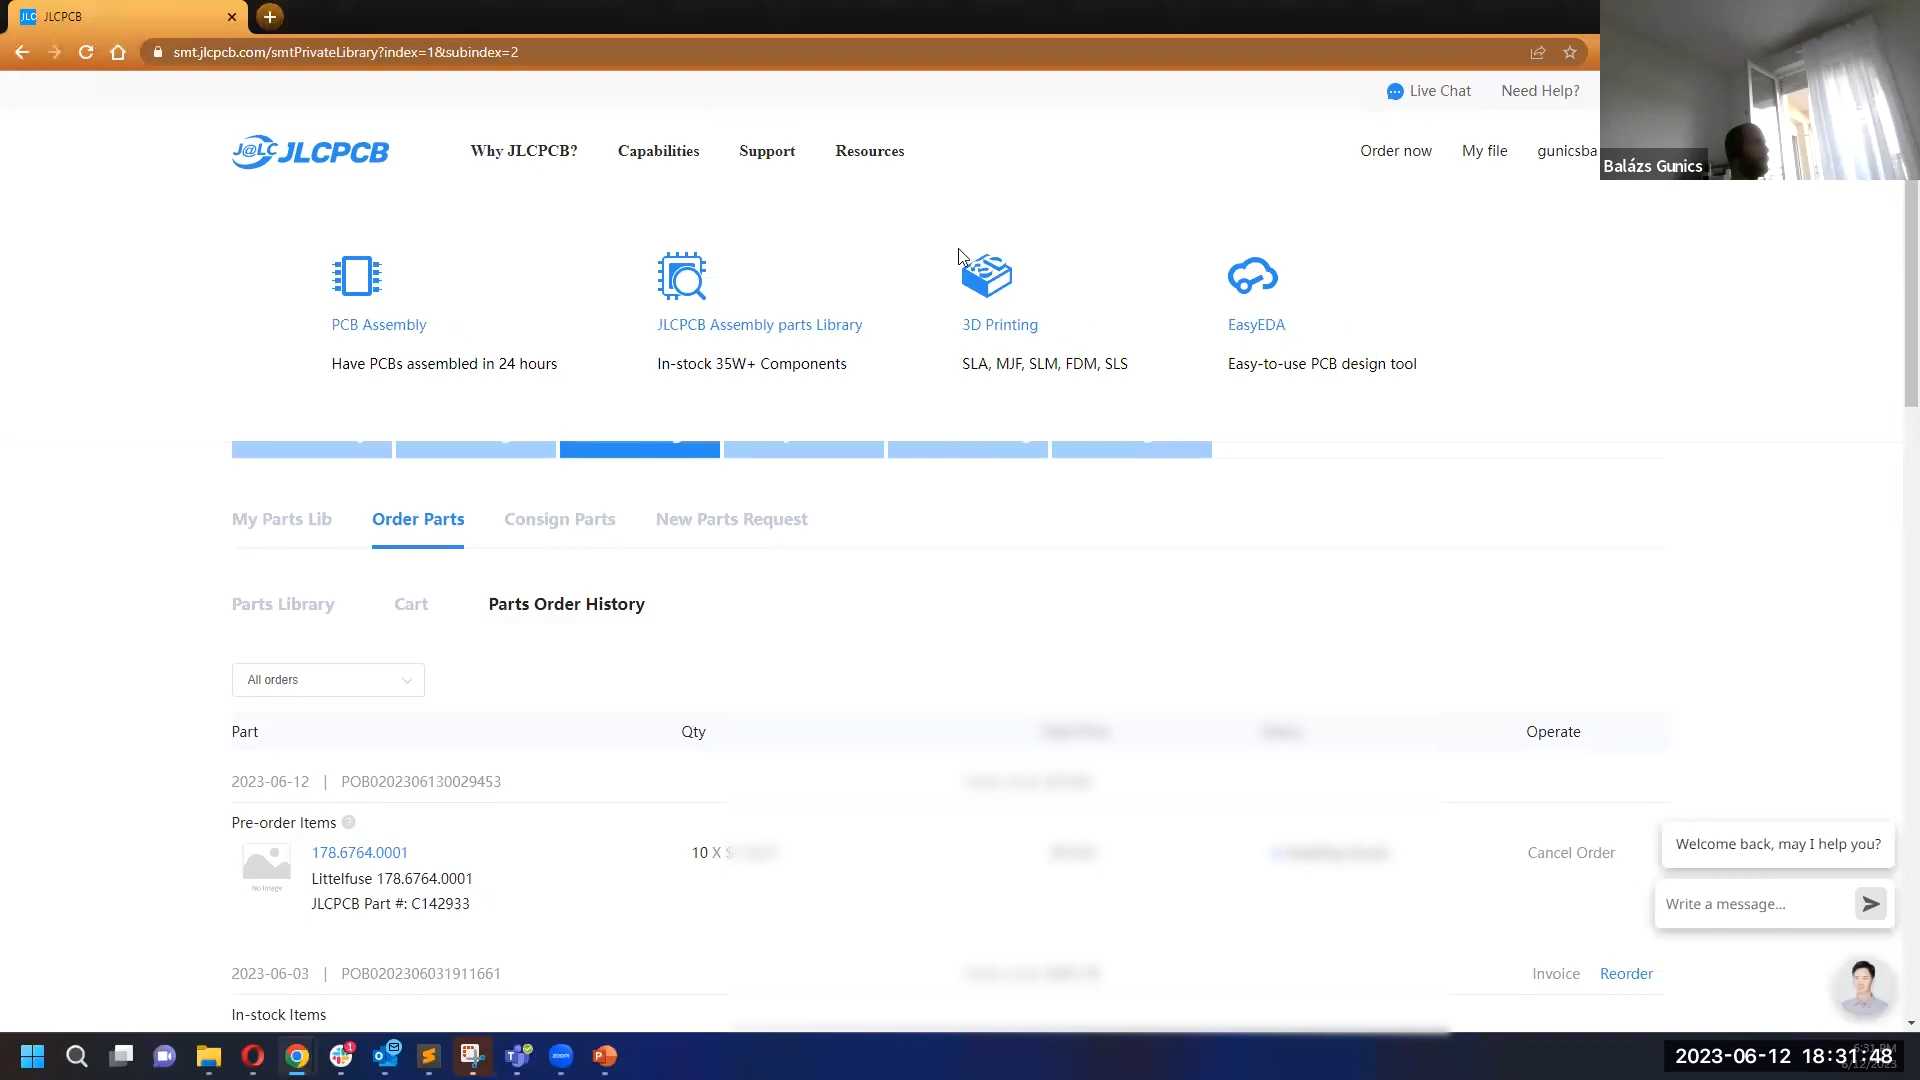 JLC JLCPCB
smt.jlcpcb.com/smtPrivateLibrary?index=1&subindex=2
Live Chat Need Help?
J@LC JLCPCB Why JLCPCB? Capabilities Support Resources Order now My file gunicsba
Balázs Gunics
PCB Assembly JLCPCB Assembly parts Library 3D Printing EasyEDA
Have PCBs assembled in 24 hours In-stock 35W+ Components SLA, MJF, SLM, FDM, SLS Easy-to-use PCB design tool
My Parts Lib Order Parts Consign Parts New Parts Request
Parts Library Cart Parts Order History
All orders
Part Qty Operate
2023-06-12 | POB0202306130029453
Pre-order Items ?
178.6764.0001 10 X $ Cancel Order
No Image
Littelfuse 178.6764.0001
JLCPCB Part #: C142933
Welcome back, may I help you?
Write a message...
2023-06-03 | POB0202306031911661 Invoice Reorder
In-stock Items
1
zoom
2023-06-12 18:31:48